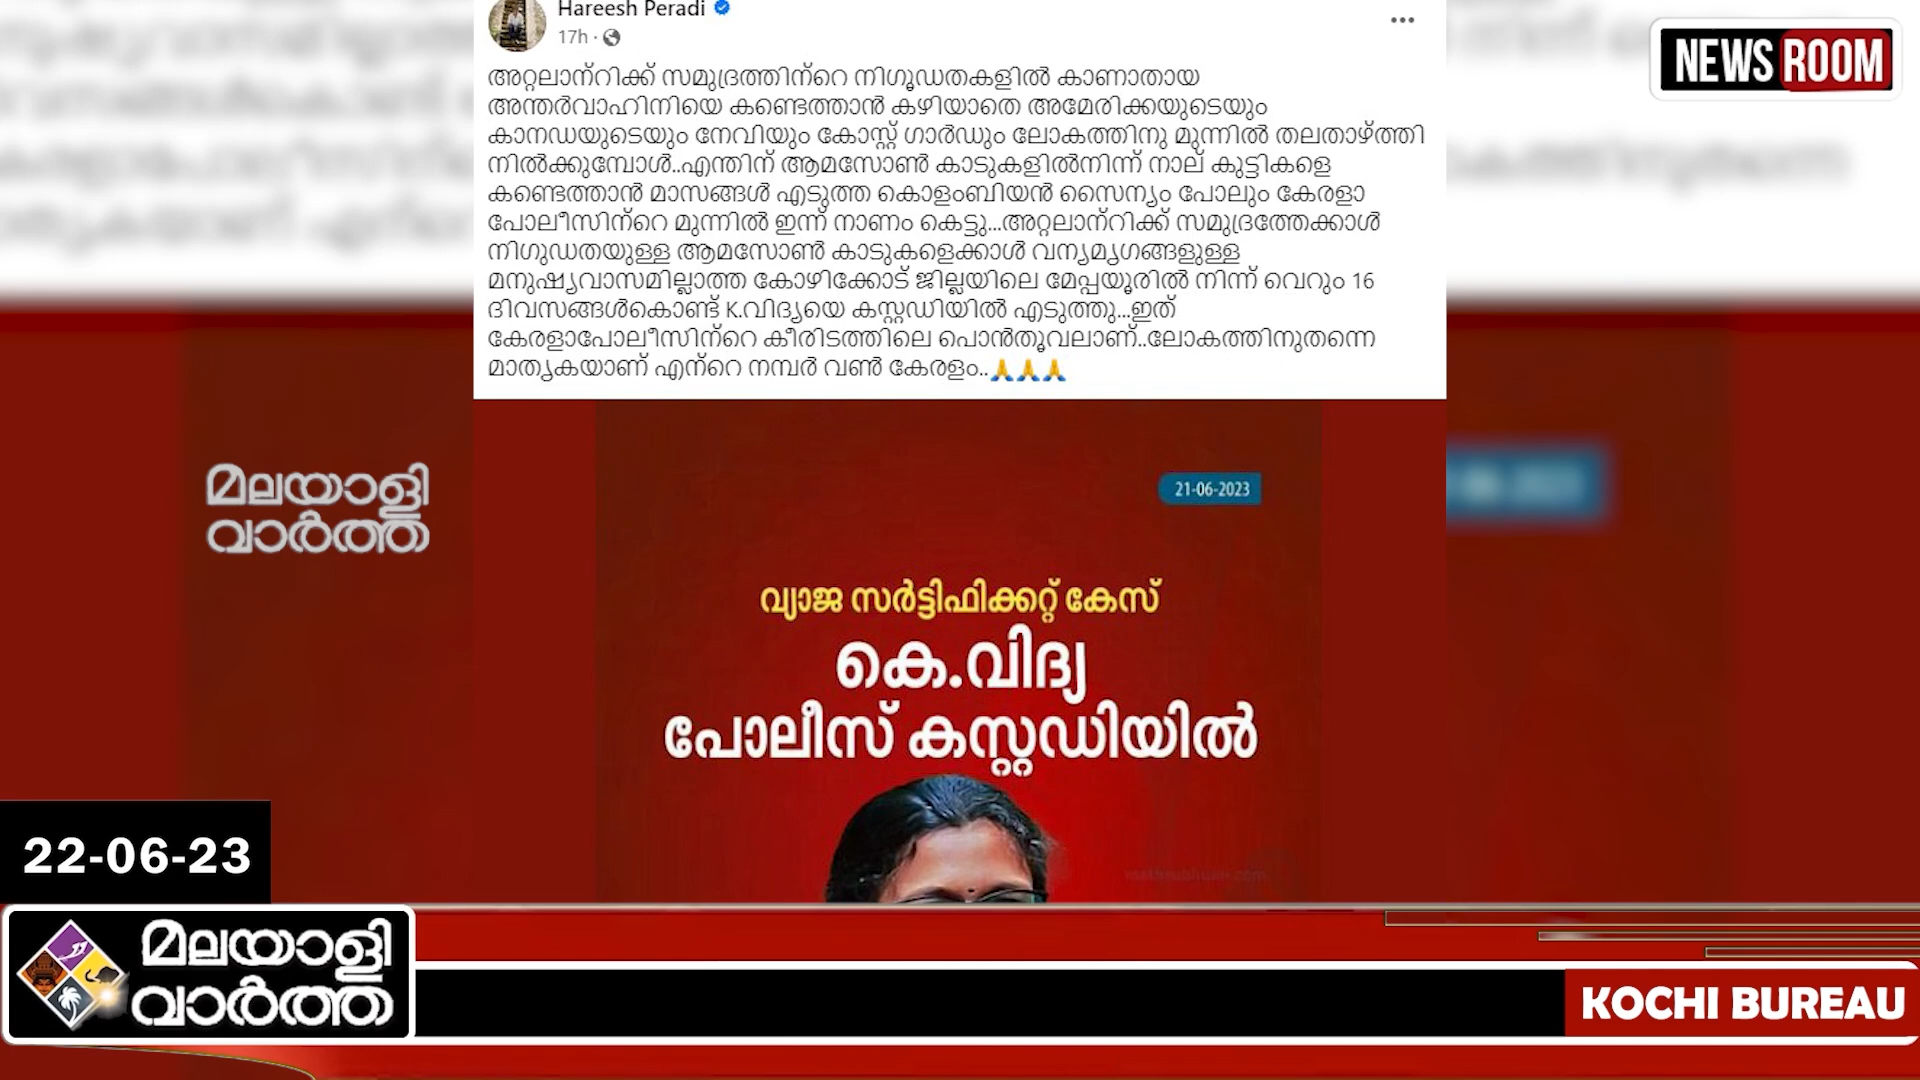 Hareesh Peradi
17h
NEWS ROOM
അറ്റലാന്റിക്ക് സമുദ്രത്തിന്റെ നിഗൂഡതകളിൽ കാണാതായ
അന്തർവാഹിനിയെ കണ്ടെത്താൻ കഴിയാതെ അമേരിക്കയുടെയും
കാനഡയുടെയും നേവിയും കോസ്റ്റ് ഗാർഡും ലോകത്തിനു മുന്നിൽ തലതാഴ്ത്തി
നിൽക്കുമ്പോൾ..എന്തിന് ആമസോൺ കാടുകളിൽനിന്ന് നാല് കുട്ടികളെ
കണ്ടെത്താൻ മാസങ്ങൾ എടുത്ത കൊളംബിയൻ സൈന്യം പോലും കേരളാ
പോലീസിന്റെ മുന്നിൽ ഇന്ന് നാണം കെട്ടു...അറ്റലാന്റിക്ക് സമുദ്രത്തേക്കാൾ
നിഗുഡതയുള്ള ആമസോൺ കാടുകളെക്കാൾ വന്യമൃഗങ്ങളുള്ള
മനുഷ്യവാസമില്ലാത്ത കോഴിക്കോട് ജില്ലയിലെ മേപ്പയൂരിൽ നിന്ന് വെറും 16
ദിവസങ്ങൾകൊണ്ട് K.വിദ്യയെ കസ്റ്റഡിയിൽ എടുത്തു...ഇത്
കേരളാപോലീസിന്റെ കീരിടത്തിലെ പൊൻതൂവലാണ്..ലോകത്തിനുതന്നെ
മാതൃകയാണ് എന്റെ നമ്പർ വൺ കേരളം..🙏🙏🙏
മലയാളി
വാർത്ത
21-06-2023
വ്യാജ സർട്ടിഫിക്കറ്റ് കേസ്
കെ.വിദ്യ
പോലീസ് കസ്റ്റഡിയിൽ
22-06-23
മലയാളി
വാർത്ത
KOCHI BUREAU